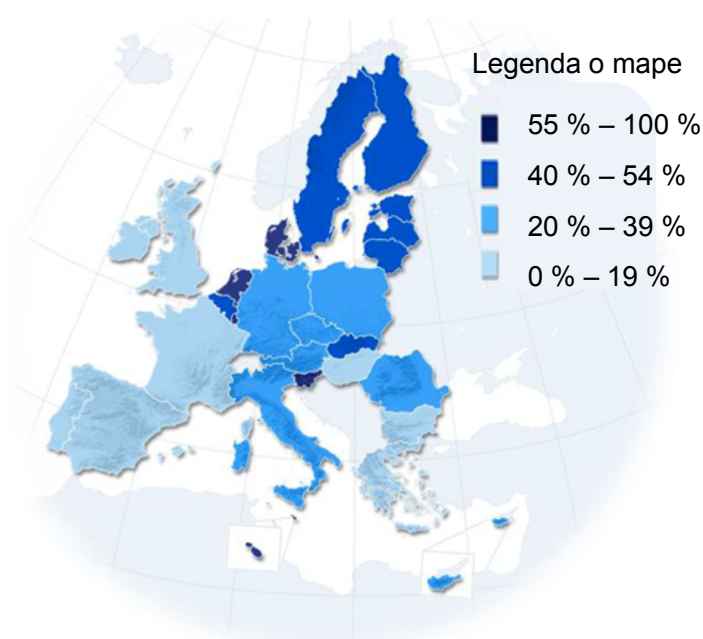 Legenda o mape
55 % – 100 %
40 % – 54 %
20 % – 39 %
0 % – 19 %